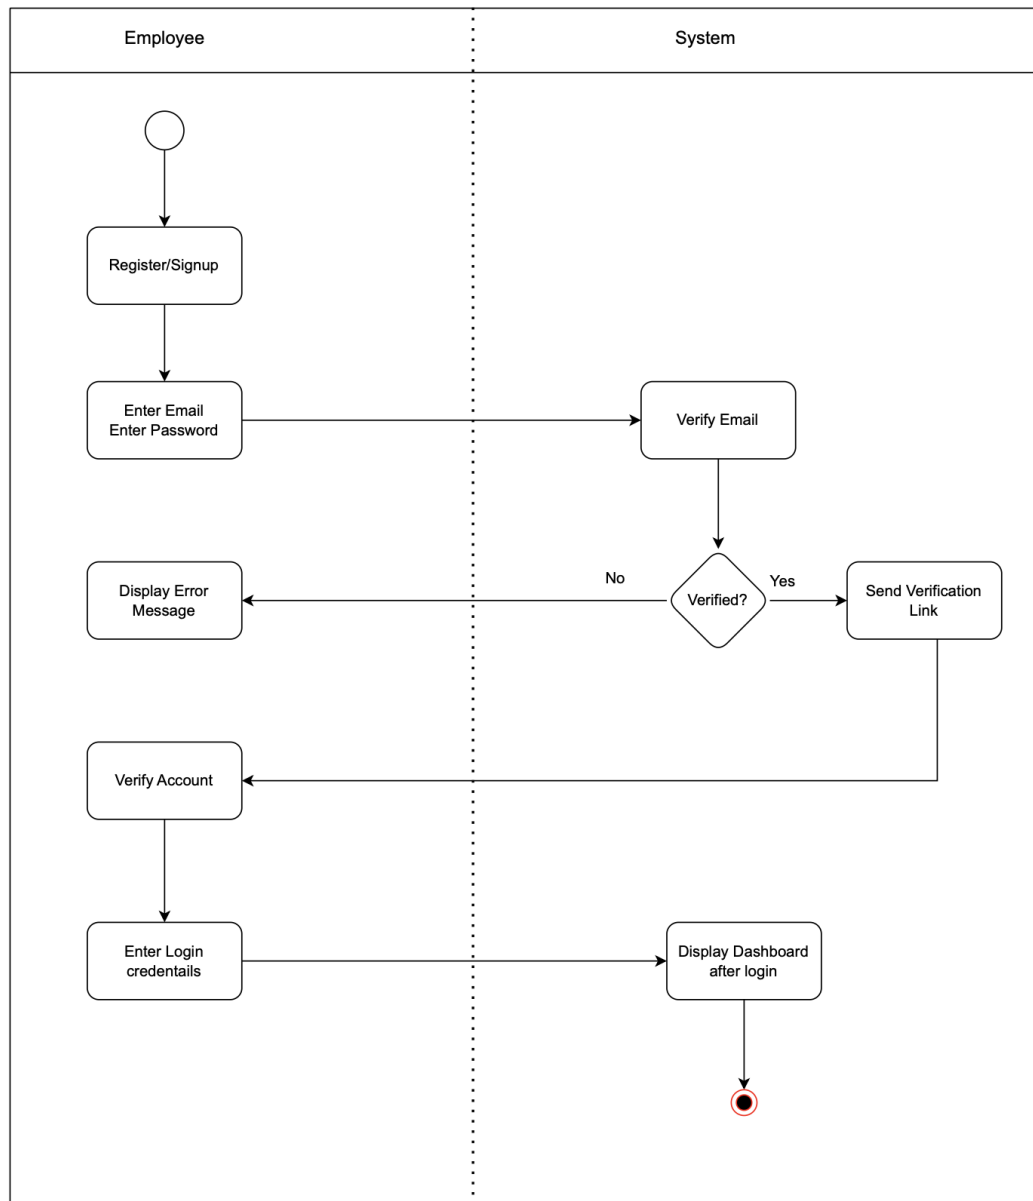 Employee
System
Register/Signup
Enter Email
Enter Password
Verify Email
Display Error
Message
No
Verified?
Yes
Send Verification
Link
Verify Account
Enter Login
credentails
Display Dashboard
after login